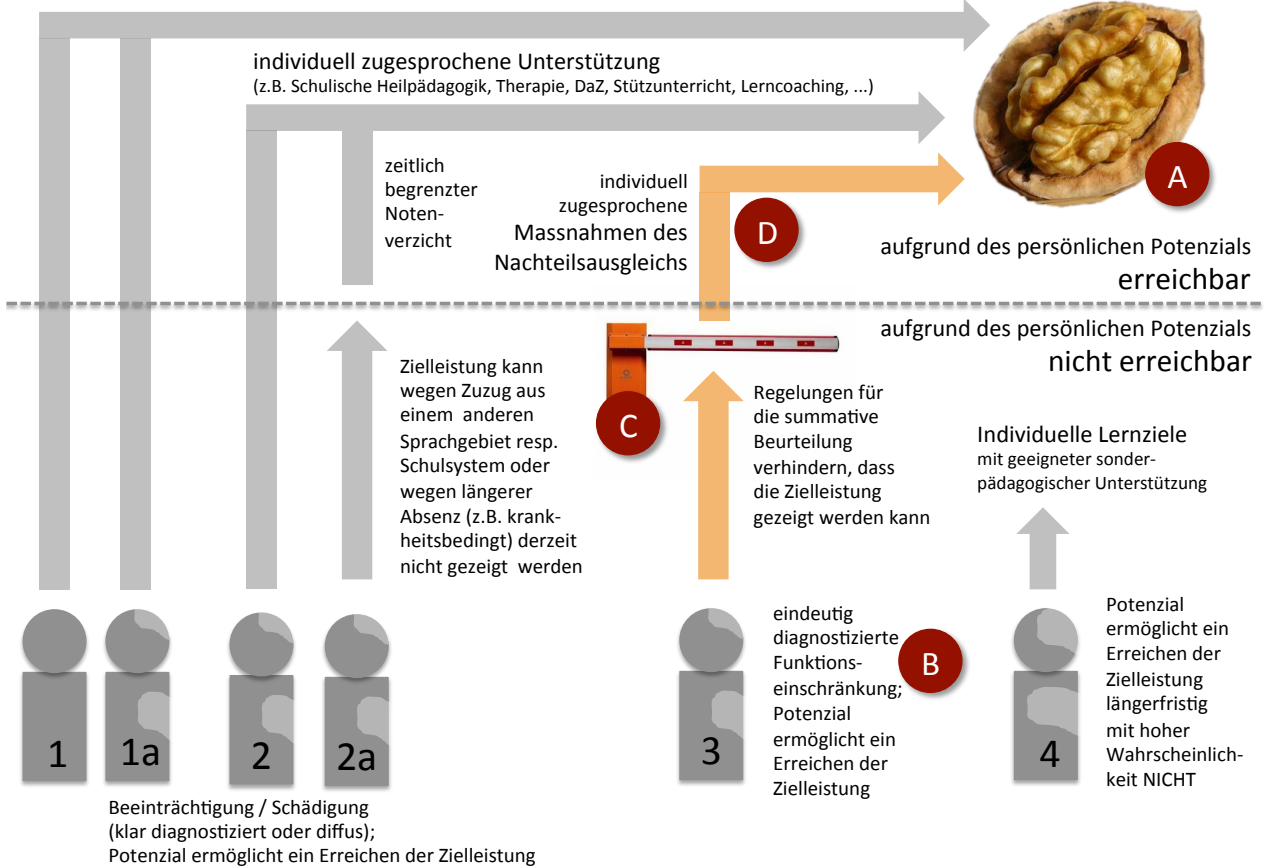 individuell zugesprochene Unterstützung
(z.B. Schulische Heilpädagogik, Therapie, DaZ, Stützunterricht, Lerncoaching, ...)
zeitlich
begrenzter
Noten-
verzicht
individuell
zugesprochene
Massnahmen des
Nachteilsausgleichs
D
A
aufgrund des persönlichen Potenzials
erreichbar
aufgrund des persönlichen Potenzials
nicht erreichbar
Zielleistung kann
wegen Zuzug aus
einem anderen
Sprachgebiet resp.
Schulsystem oder
wegen längerer
Absenz (z.B. krank-
heitsbedingt) derzeit
nicht gezeigt werden
C
Regelungen für
die summative
Beurteilung
verhindern, dass
die Zielleistung
gezeigt werden kann
Individuelle Lernziele
mit geeigneter sonder-
pädagogischer Unterstützung
1
1a
2
2a
3
eindeutig
diagnostizierte
Funktions-
einschränkung;
Potenzial
ermöglicht ein
Erreichen der
Zielleistung
B
4
Potenzial
ermöglicht ein
Erreichen der
Zielleistung
längerfristig
mit hoher
Wahrscheinlich-
keit NICHT
Beeinträchtigung / Schädigung
(klar diagnostiziert oder diffus);
Potenzial ermöglicht ein Erreichen der Zielleistung